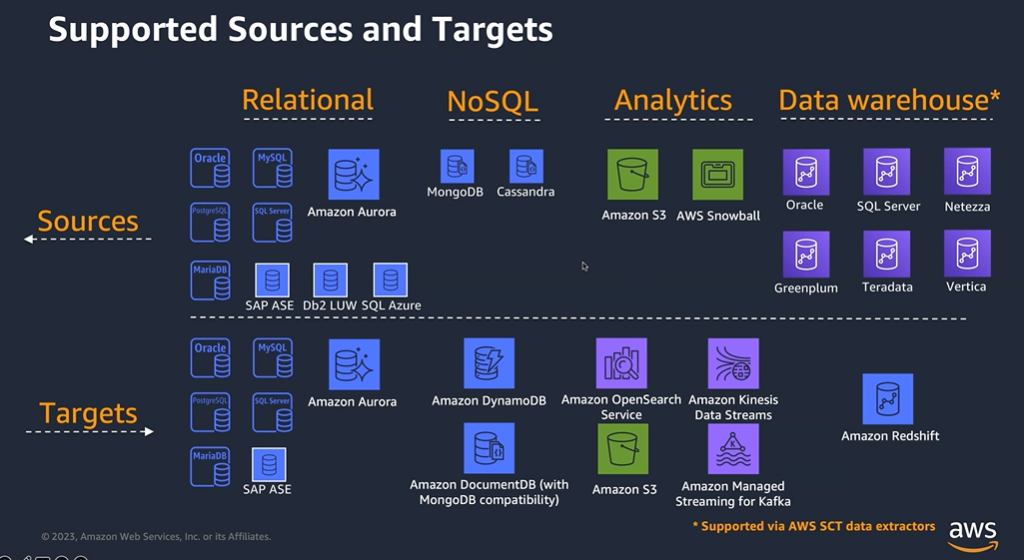 Supported Sources and Targets
Relational
NoSQL
Analytics
Data warehouse*
Sources
Oracle
MySQL
Amazon Aurora
PostgreSQL
SQL Server
MariaDB
SAP ASE
Db2 LUW
SQL Azure
MongoDB
Cassandra
Amazon S3
AWS Snowball
Oracle
SQL Server
Netezza
Greenplum
Teradata
Vertica
Targets
Oracle
MySQL
Amazon Aurora
PostgreSQL
SQL Server
MariaDB
SAP ASE
Amazon DynamoDB
Amazon DocumentDB (with
MongoDB compatibility)
Amazon OpenSearch
Service
Amazon Kinesis
Data Streams
Amazon S3
K
Amazon Managed
Streaming for Kafka
Amazon Redshift
* Supported via AWS SCT data extractors
© 2023, Amazon Web Services, Inc. or its Affiliates.
aws